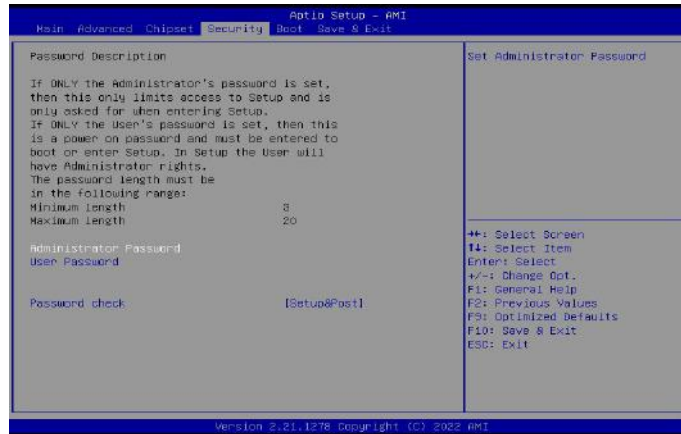 Aptio Setup - AMI
Main Advanced Chipset Security Boot Save & Exit
Password Description
If ONLY the Administrator's password is set,
then this only limits access to Setup and is
only asked for when entering Setup.
If ONLY the User's password is set, then this
is a power on password and must be entered to
boot or enter Setup. In Setup the User will
have Administrator rights.
The password length must be
in the following range:
Minimum length 3
Maximum length 20
Administrator Password
User Password
Password check [Setup&Post]
Set Administrator Password
→←: Select Screen
↑↓: Select Item
Enter: Select
+/-: Change Opt.
F1: General Help
F2: Previous Values
F9: Optimized Defaults
F10: Save & Exit
ESC: Exit
Version 2.21.1278 Copyright (C) 2022 AMI